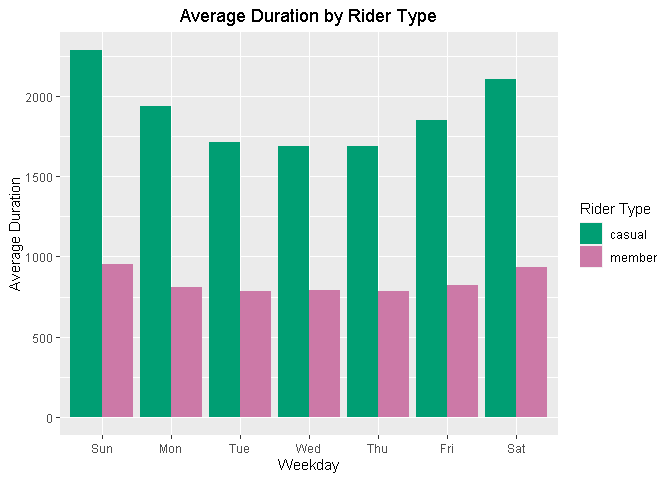 Average Duration by Rider Type
Average Duration
2000
1500
1000
500
0
Sun Mon Tue Wed Thu Fri Sat
Weekday
Rider Type
casual
member